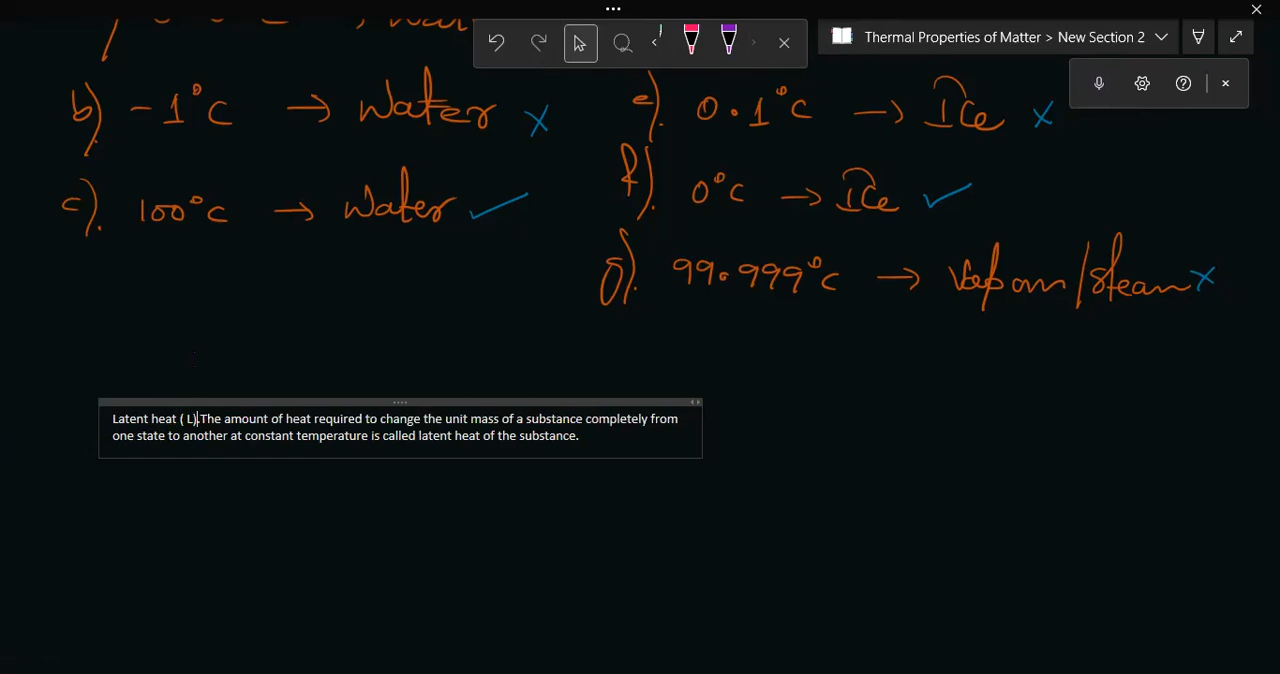 Thermal Properties of Matter > New Section 2
b) -1°C → Water ×
e). 0.1°C → Ice ×
c). 100°C → Water ✓
f). 0°C → Ice ✓
g). 99.999°C → Vapour/steam ×
Latent heat ( L).The amount of heat required to change the unit mass of a substance completely from
one state to another at constant temperature is called latent heat of the substance.